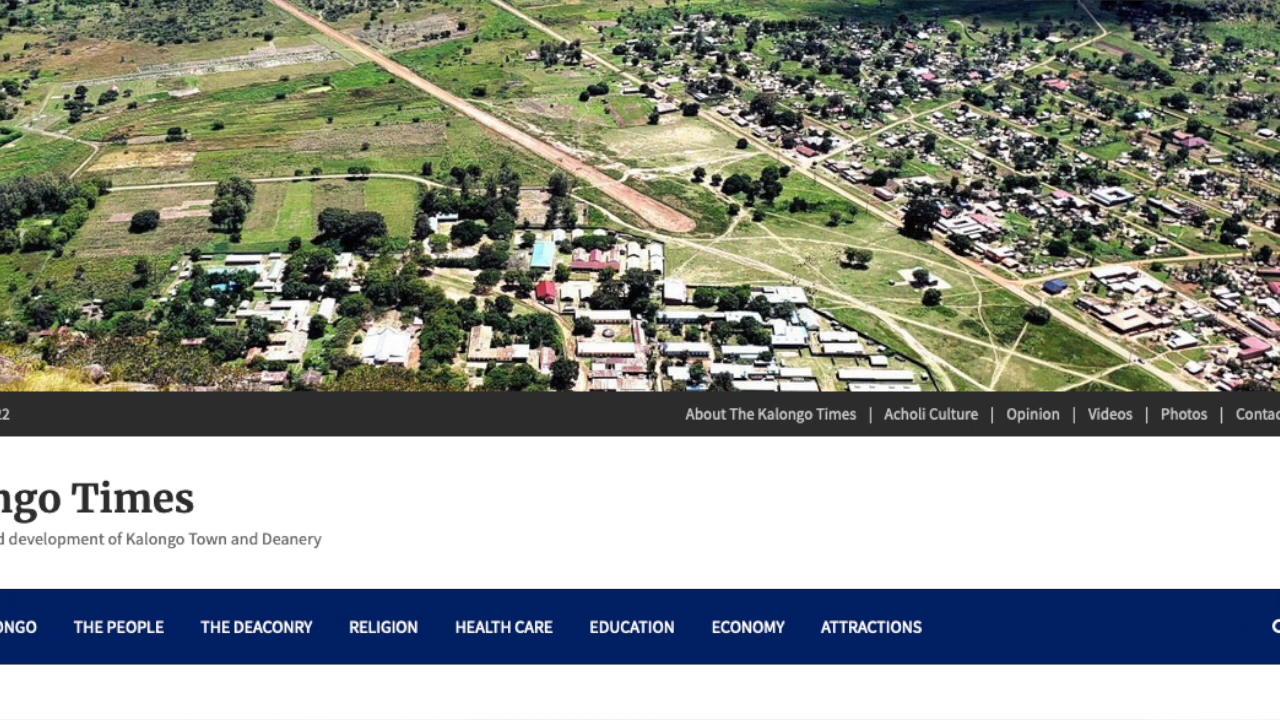 22
About The Kalongo Times | Acholi Culture | Opinion | Videos | Photos | Contac
ngo Times
d development of Kalongo Town and Deanery
ONGO THE PEOPLE THE DEACONRY RELIGION HEALTH CARE EDUCATION ECONOMY ATTRACTIONS